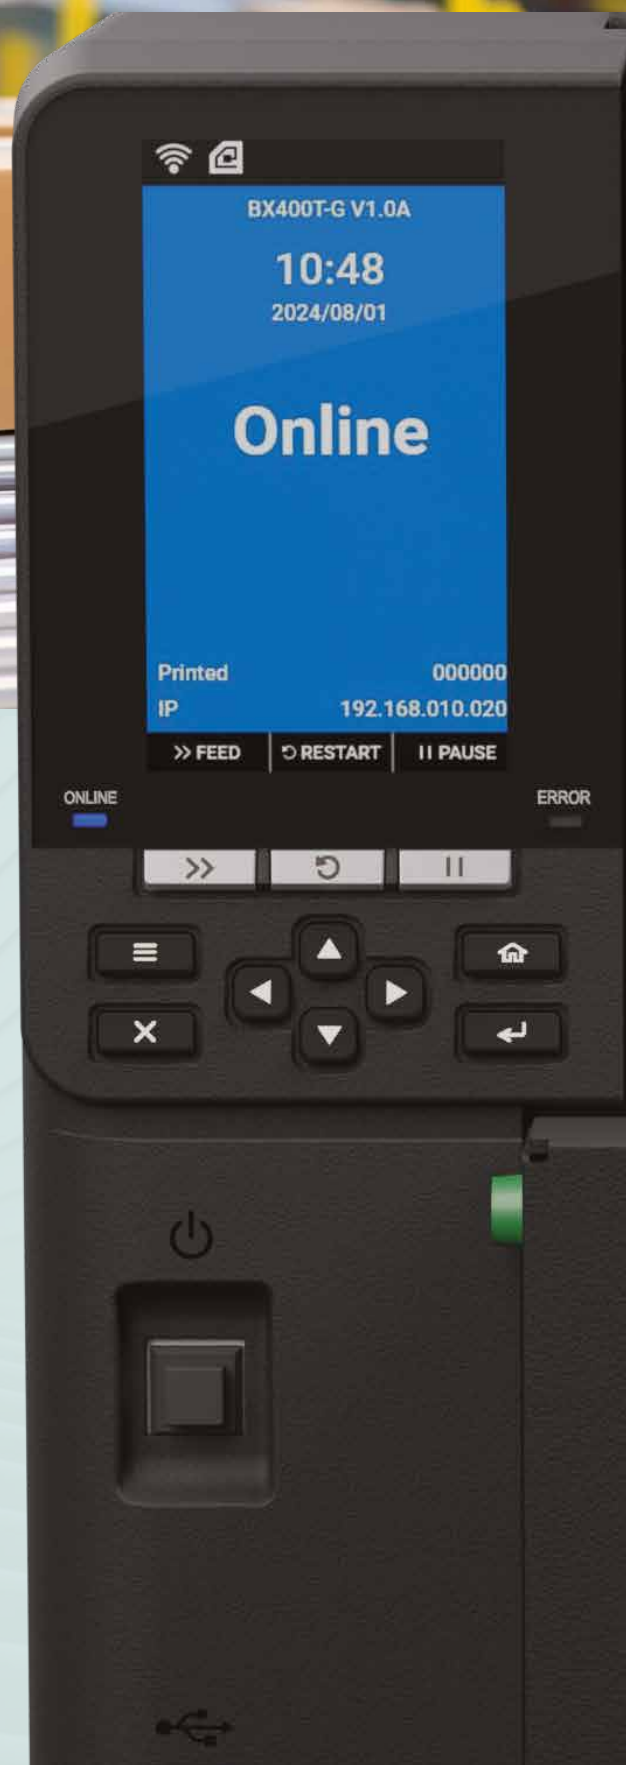 BX400T-G V1.0A
10:48
2024/08/01
Online
Printed 000000
IP 192.168.010.020
FEED RESTART PAUSE
ONLINE ERROR